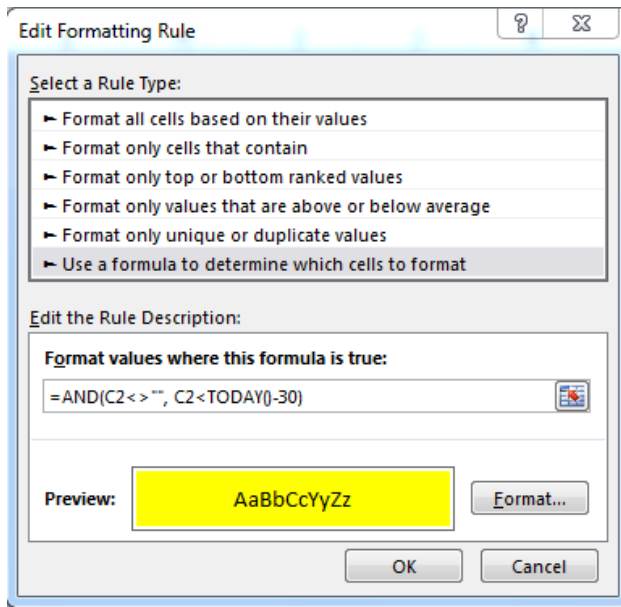 Edit Formatting Rule
Select a Rule Type:
► Format all cells based on their values
► Format only cells that contain
► Format only top or bottom ranked values
► Format only values that are above or below average
► Format only unique or duplicate values
► Use a formula to determine which cells to format
Edit the Rule Description:
Format values where this formula is true:
=AND(C2<>"", C2<TODAY()-30)
Preview: AaBbCcYyZz Format...
OK Cancel